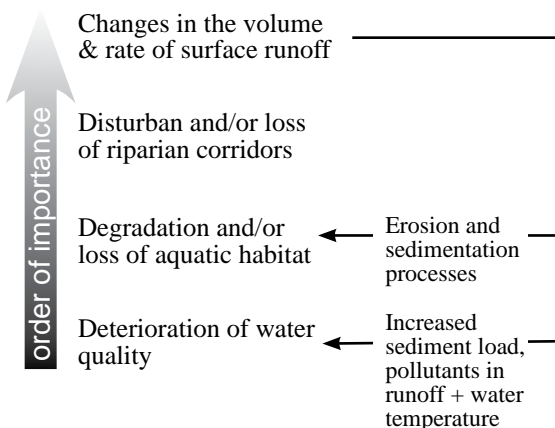 Changes in the volume
& rate of surface runoff
Disturban and/or loss
of riparian corridors
Degradation and/or
loss of aquatic habitat
Erosion and
sedimentation
processes
Deterioration of water
quality
Increased
sediment load,
pollutants in
runoff + water
temperature
order of importance